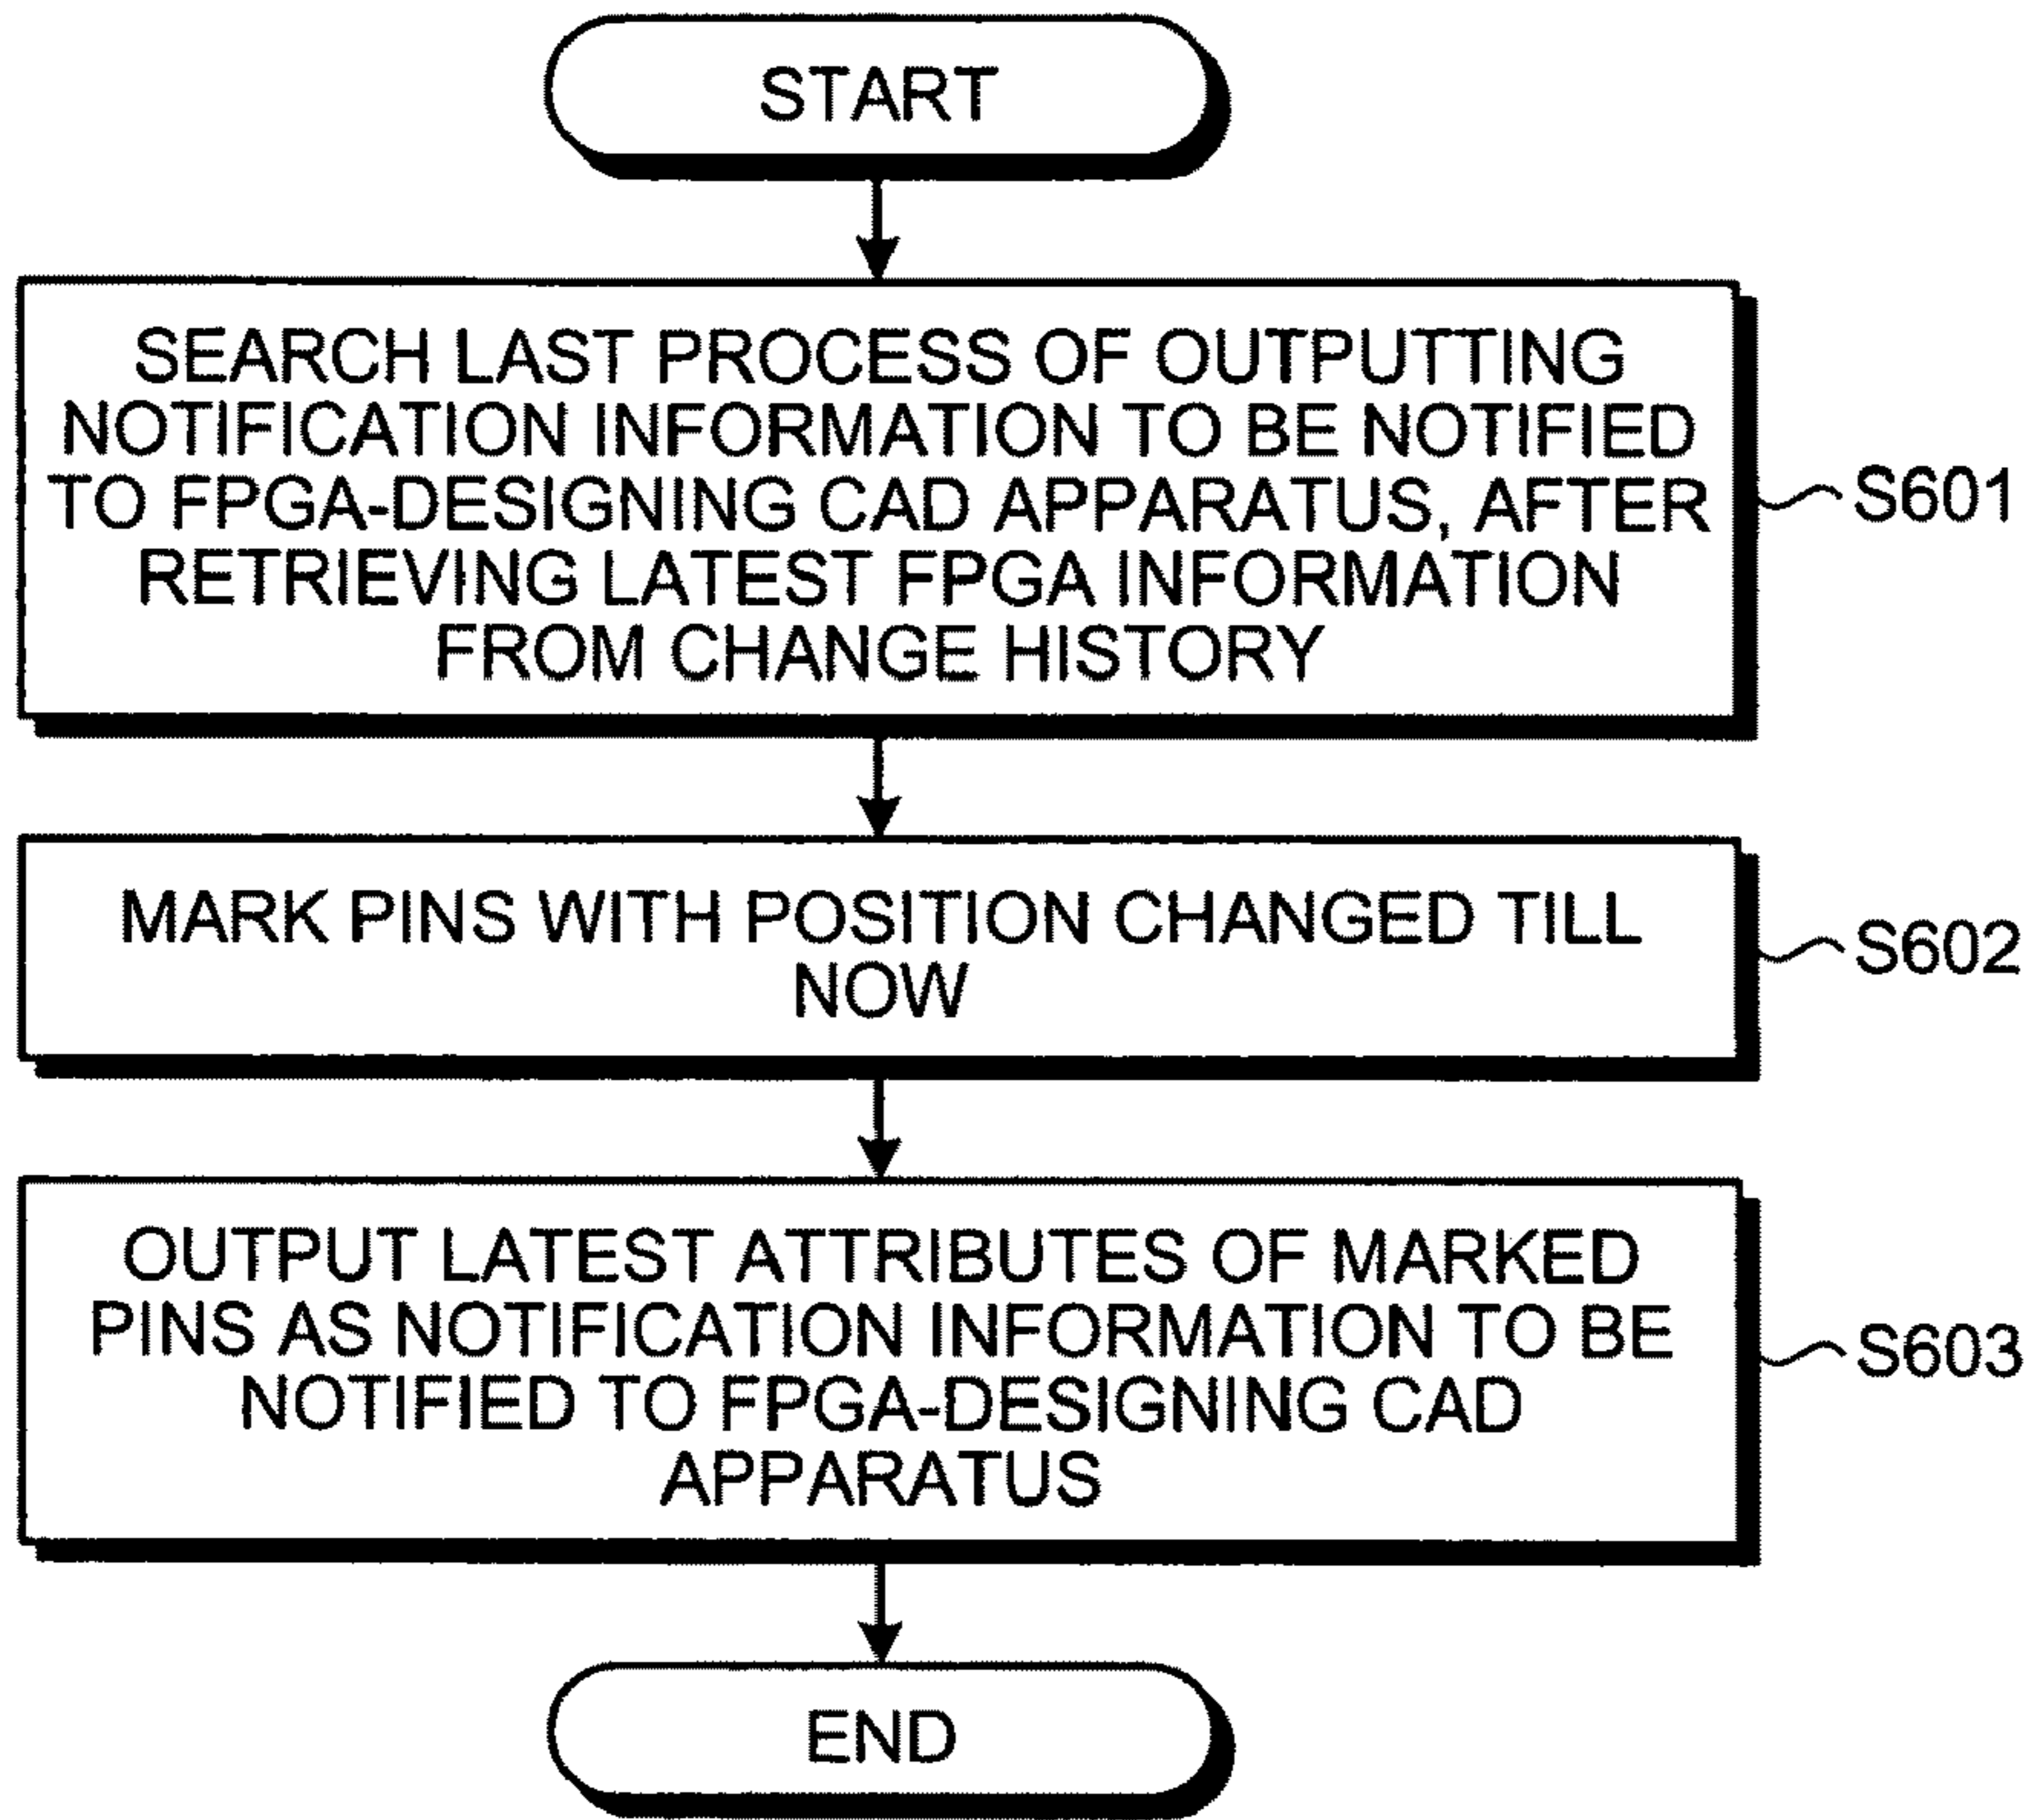 START
SEARCH LAST PROCESS OF OUTPUTTING
NOTIFICATION INFORMATION TO BE NOTIFIED
TO FPGA-DESIGNING CAD APPARATUS, AFTER
RETRIEVING LATEST FPGA INFORMATION
FROM CHANGE HISTORY
S601
MARK PINS WITH POSITION CHANGED TILL
NOW
S602
OUTPUT LATEST ATTRIBUTES OF MARKED
PINS AS NOTIFICATION INFORMATION TO BE
NOTIFIED TO FPGA-DESIGNING CAD
APPARATUS
S603
END